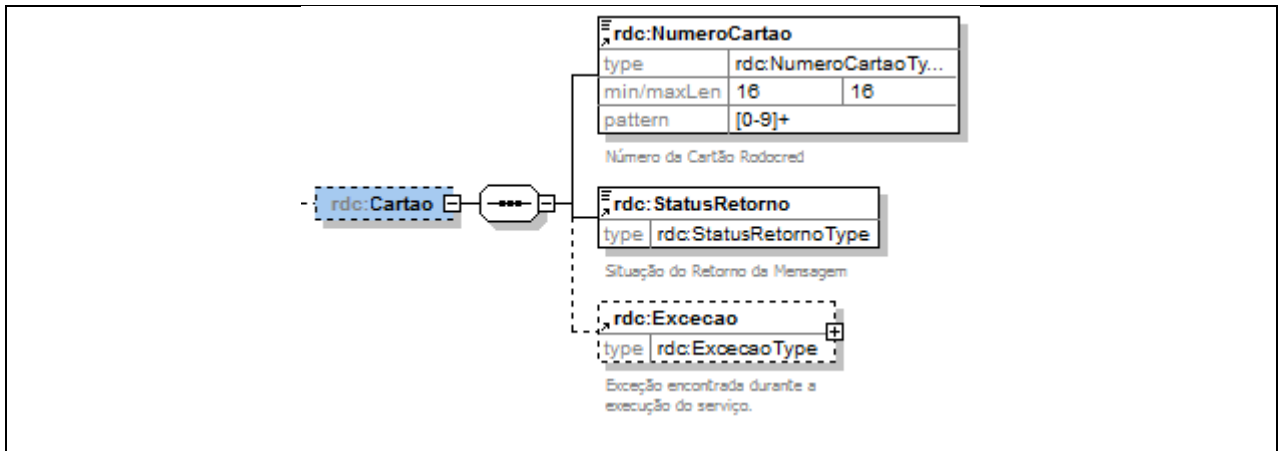 rdc:NumeroCartao
type rdc:NumeroCartaoTy...
min/maxLen 16 16
pattern [0-9]+
Número da Cartão Rodocred
rdc:Cartao
rdc:StatusRetorno
type rdc:StatusRetornoType
Situação do Retorno da Mensagem
rdc:Excecao
type rdc:ExcecaoType
Exceção encontrada durante a
execução do serviço.